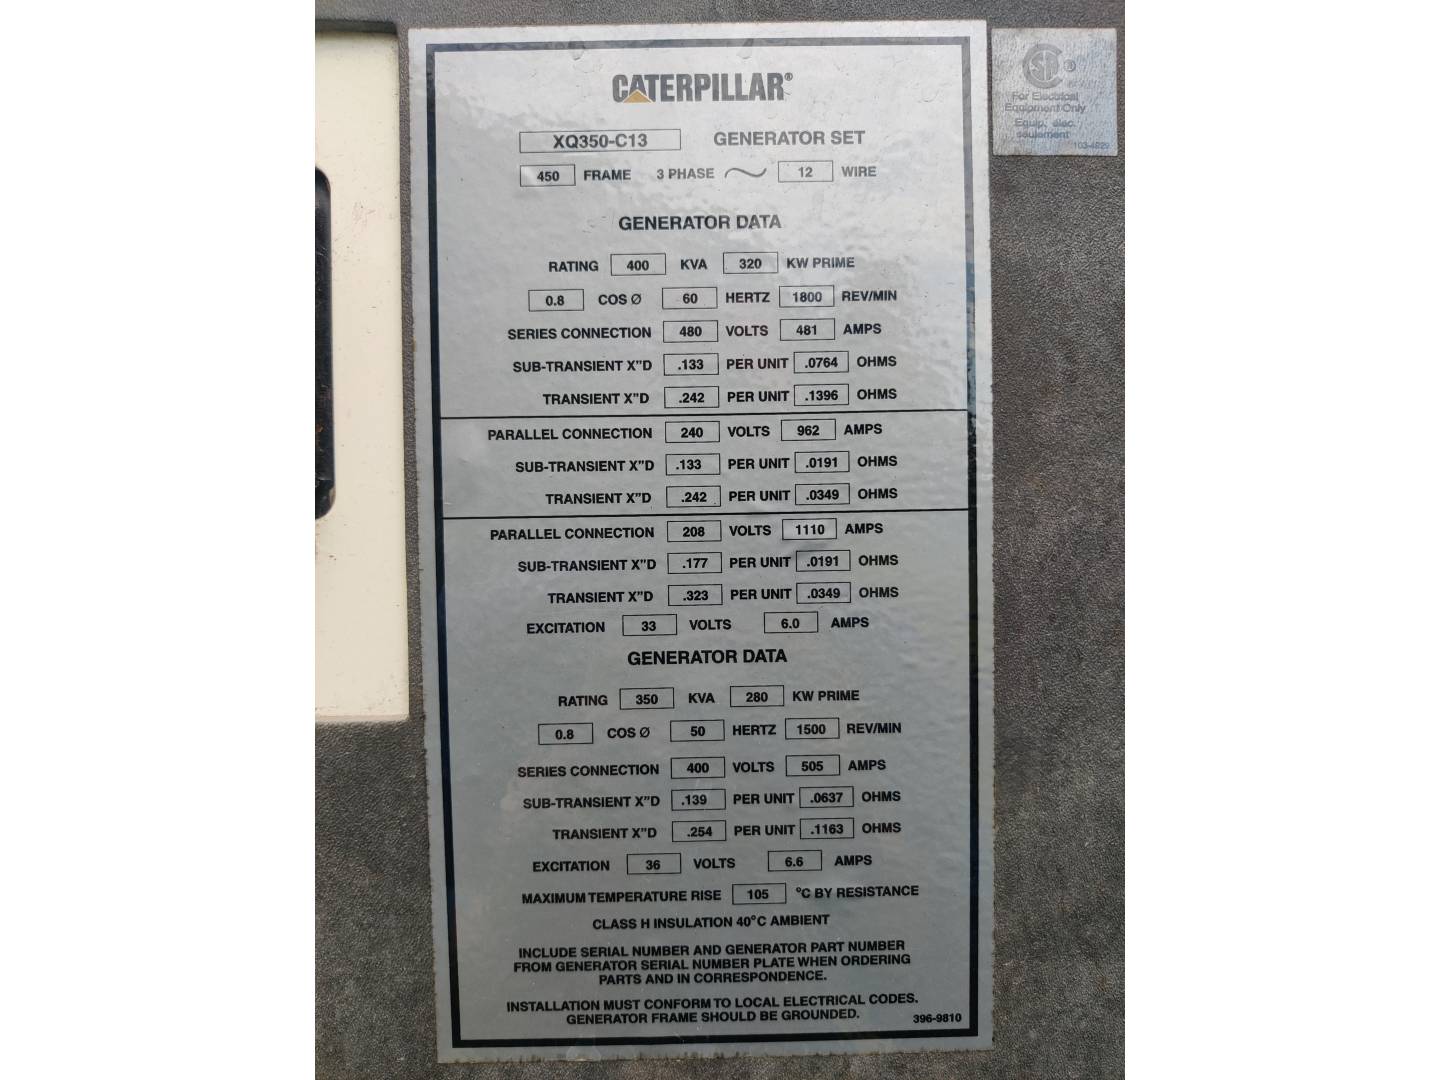 CATERPILLAR®
XQ350-C13 GENERATOR SET
450 FRAME 3 PHASE 12 WIRE
GENERATOR DATA
RATING 400 KVA 320 KW PRIME
0.8 COS Ø 60 HERTZ 1800 REV/MIN
SERIES CONNECTION 480 VOLTS 481 AMPS
SUB-TRANSIENT X"D .133 PER UNIT .0764 OHMS
TRANSIENT X"D .242 PER UNIT .1396 OHMS
PARALLEL CONNECTION 240 VOLTS 962 AMPS
SUB-TRANSIENT X"D .133 PER UNIT .0191 OHMS
TRANSIENT X"D .242 PER UNIT .0349 OHMS
PARALLEL CONNECTION 208 VOLTS 1110 AMPS
SUB-TRANSIENT X"D .177 PER UNIT .0191 OHMS
TRANSIENT X"D .323 PER UNIT .0349 OHMS
EXCITATION 33 VOLTS 6.0 AMPS
GENERATOR DATA
RATING 350 KVA 280 KW PRIME
0.8 COS Ø 50 HERTZ 1500 REV/MIN
SERIES CONNECTION 400 VOLTS 505 AMPS
SUB-TRANSIENT X"D .139 PER UNIT .0637 OHMS
TRANSIENT X"D .254 PER UNIT .1163 OHMS
EXCITATION 36 VOLTS 6.6 AMPS
MAXIMUM TEMPERATURE RISE 105 °C BY RESISTANCE
CLASS H INSULATION 40°C AMBIENT
INCLUDE SERIAL NUMBER AND GENERATOR PART NUMBER
FROM GENERATOR SERIAL NUMBER PLATE WHEN ORDERING
PARTS AND IN CORRESPONDENCE.
INSTALLATION MUST CONFORM TO LOCAL ELECTRICAL CODES.
GENERATOR FRAME SHOULD BE GROUNDED.
396-9810
SA ®
For Electrical
Equipment Only
Equip. élec.
seulement